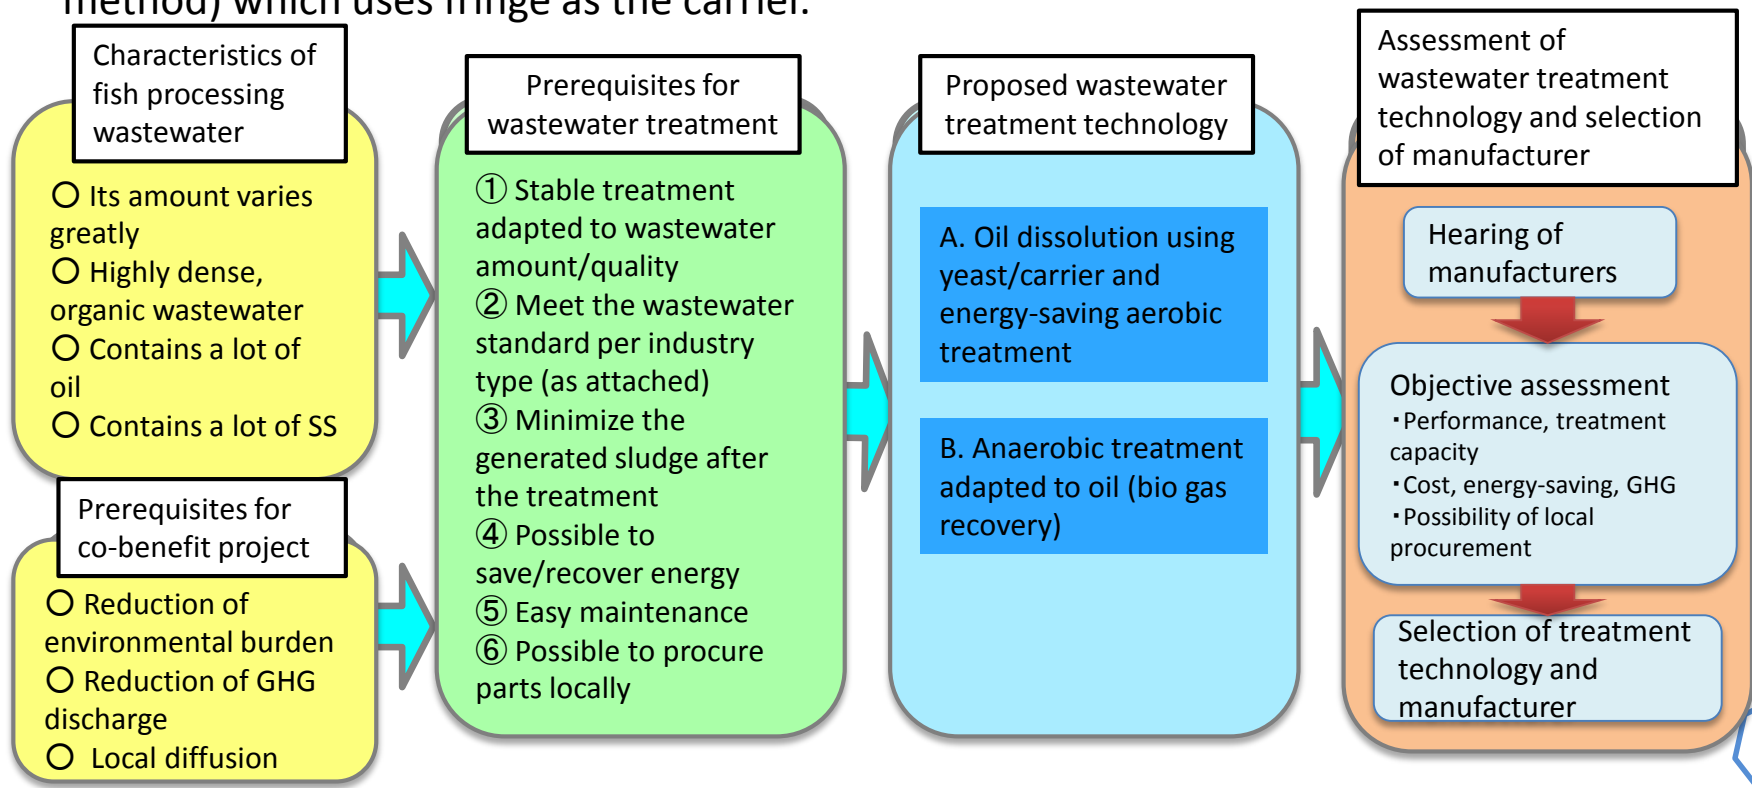 method) which uses fringe as the carrier.
Characteristics of
fish processing
wastewater
○ Its amount varies
greatly
○ Highly dense,
organic wastewater
○ Contains a lot of
oil
○ Contains a lot of SS
Prerequisites for
co-benefit project
○ Reduction of
environmental burden
○ Reduction of GHG
discharge
○ Local diffusion
Prerequisites for
wastewater treatment
① Stable treatment
adapted to wastewater
amount/quality
② Meet the wastewater
standard per industry
type (as attached)
③ Minimize the
generated sludge after
the treatment
④ Possible to
save/recover energy
⑤ Easy maintenance
⑥ Possible to procure
parts locally
Proposed wastewater
treatment technology
A. Oil dissolution using
yeast/carrier and
energy-saving aerobic
treatment
B. Anaerobic treatment
adapted to oil (bio gas
recovery)
Assessment of
wastewater treatment
technology and selection
of manufacturer
Hearing of
manufacturers
Objective assessment
・Performance, treatment
capacity
・Cost, energy-saving, GHG
・Possibility of local
procurement
Selection of treatment
technology and
manufacturer